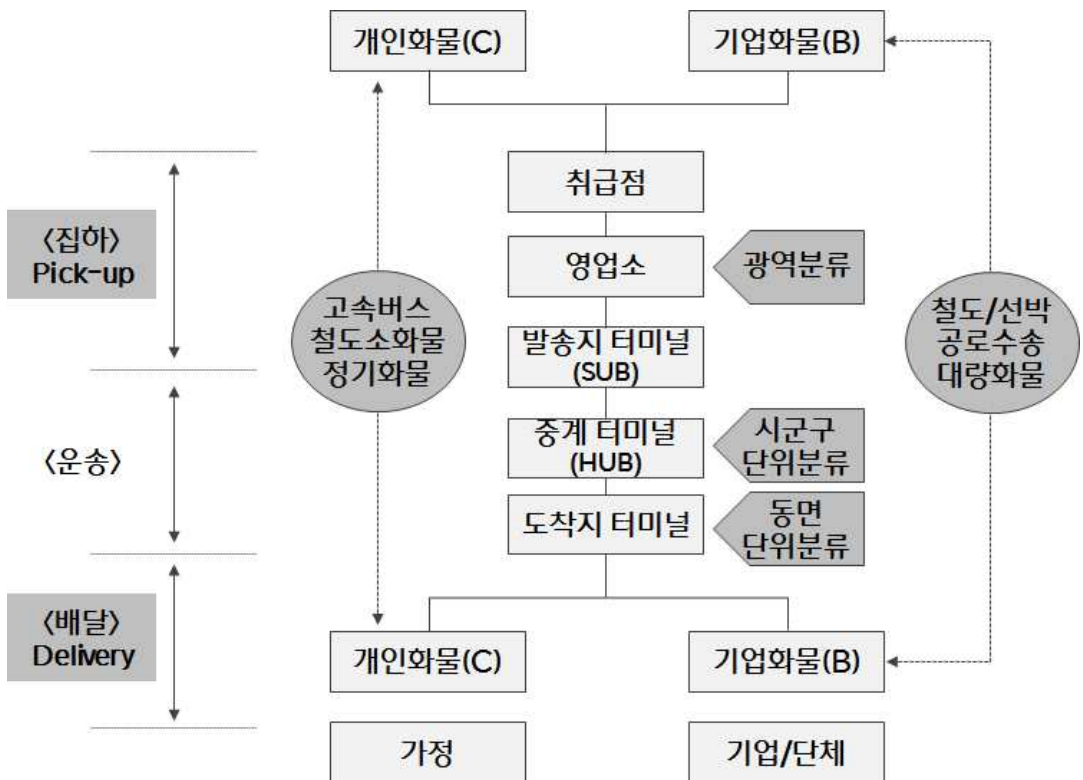 개인화물(C)
기업화물(B)
취급점
<집하>
Pick-up
영업소
광역분류
고속버스
철도소화물
정기화물
철도/선박
공로수송
대량화물
발송지 터미널
(SUB)
<운송>
중계 터미널
(HUB)
시군구
단위분류
도착지 터미널
동면
단위분류
<배달>
Delivery
개인화물(C)
기업화물(B)
가정
기업/단체